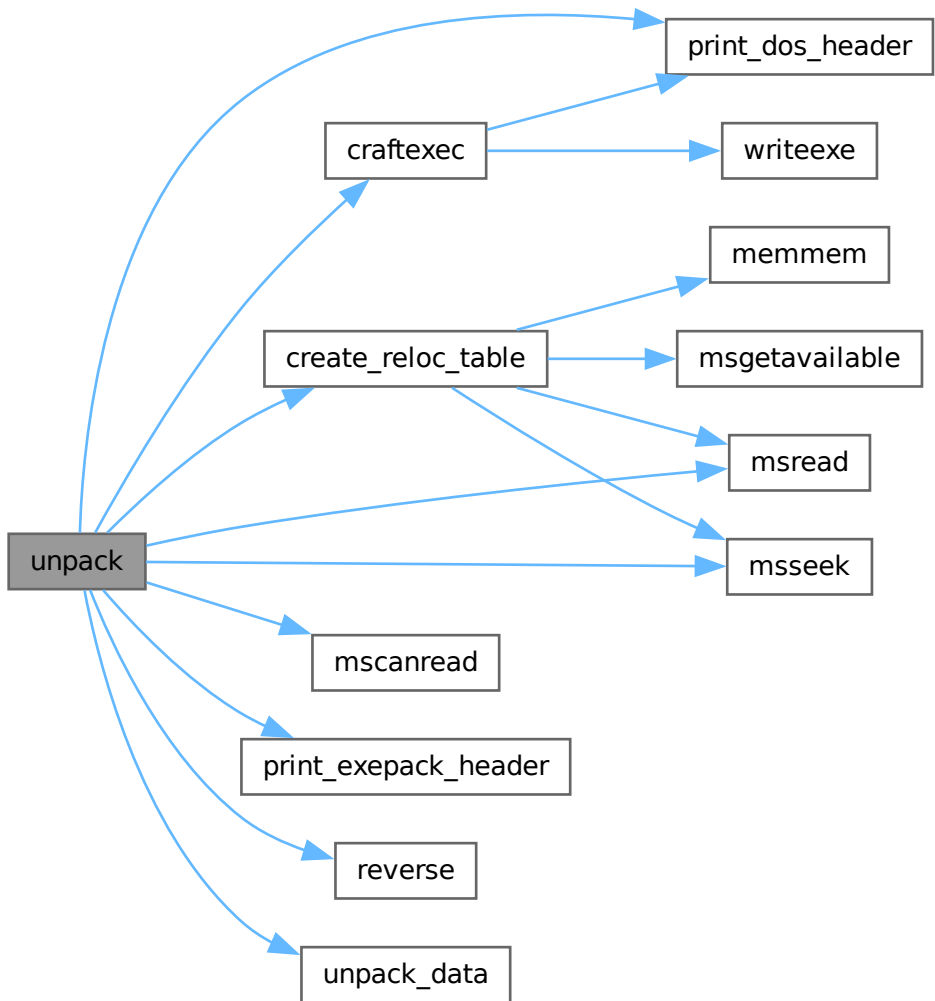 print_dos_header
craftexec
writeexe
memmem
create_reloc_table
msgetavailable
msread
unpack
msseek
mscanread
print_exepack_header
reverse
unpack_data